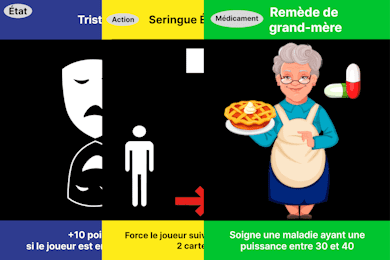 État
Trist
+10 poi
si le joueur est en
Action
Seringue É
Force le joueur suiv
2 carte
Médicament
Remède de
grand-mère
Soigne une maladie ayant une
puissance entre 30 et 40